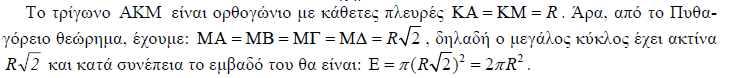 Το τρίγωνο ΑΚΜ είναι ορθογώνιο με κάθετες πλευρές ΚΑ = ΚΜ = R. Άρα, από το Πυθα-
γόρειο θεώρημα, έχουμε: ΜΑ = ΜΒ = ΜΓ = ΜΔ = R√2, δηλαδή ο μεγάλος κύκλος έχει ακτίνα
R√2 και κατά συνέπεια το εμβαδό του θα είναι: Ε = π(R√2)² = 2πR².